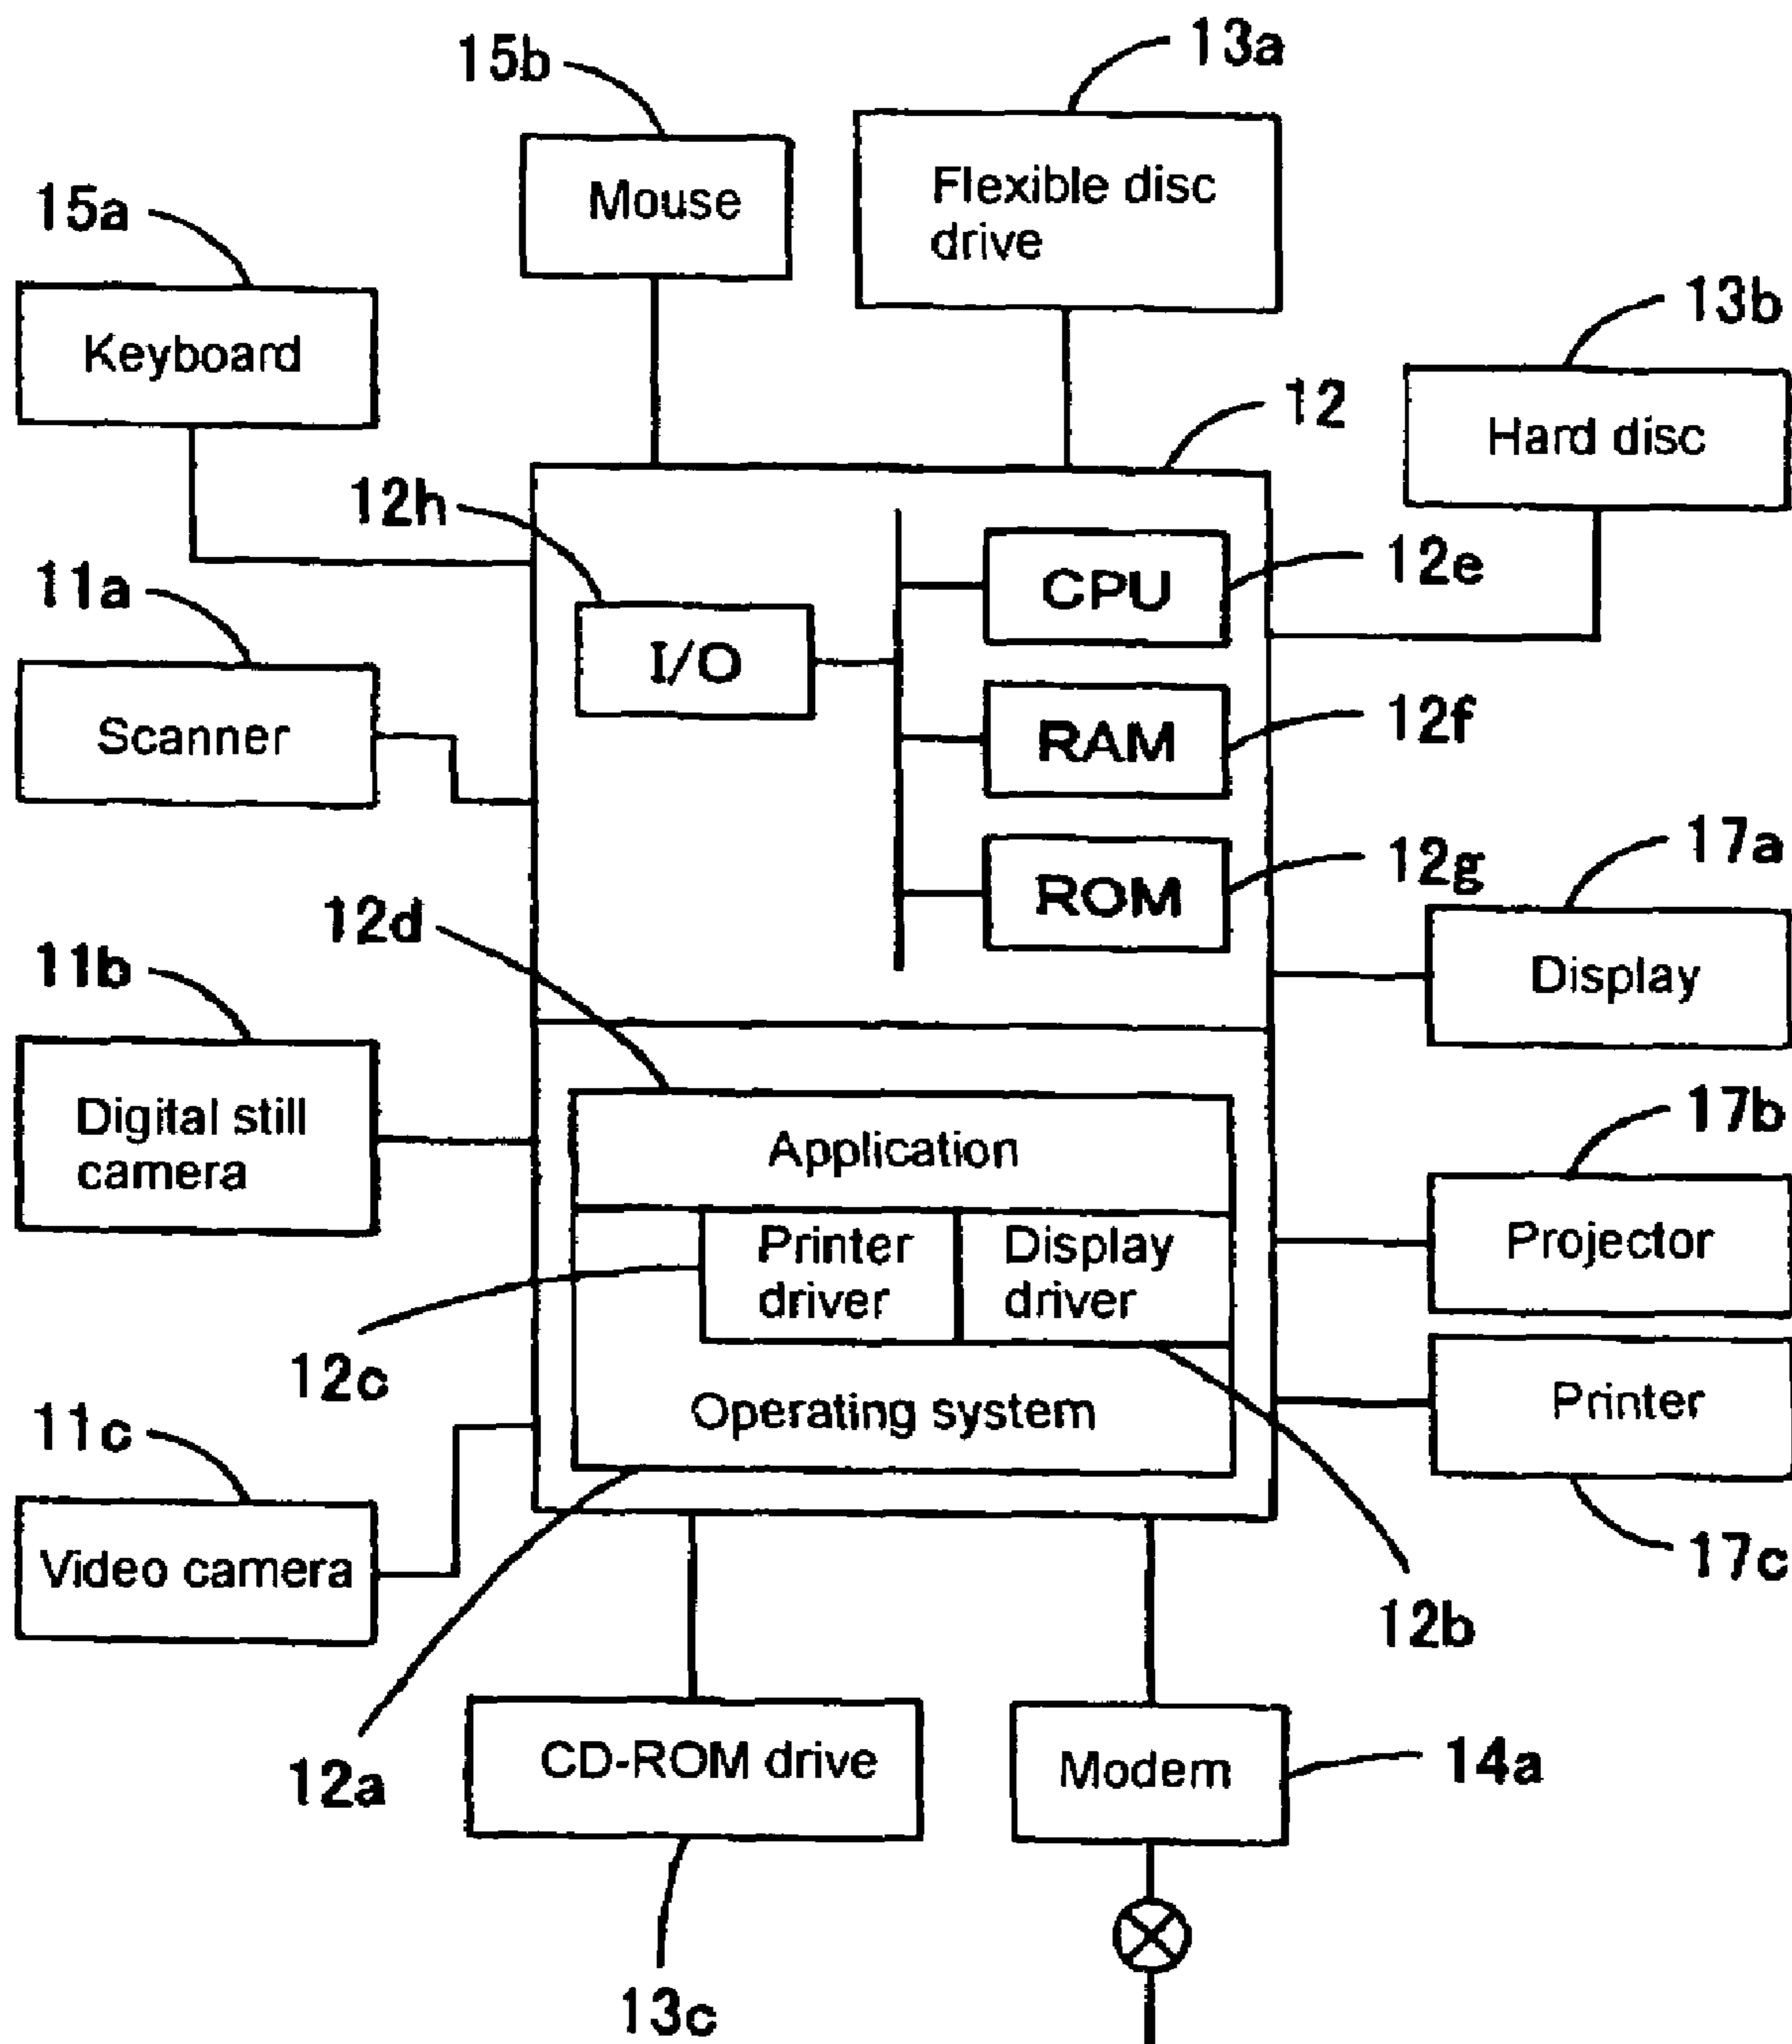 13a
15b
Flexible disc
drive
Mouse
15a
Keyboard
13b
Hard disc
12
12h
CPU
12e
11a
I/O
Scanner
RAM
12f
ROM
12g
17a
Display
12d
11b
Digital still
camera
Application
17b
Projector
Printer
driver
Display
driver
12c
Operating system
Printer
11c
Video camera
17c
12b
12a
CD-ROM drive
Modem
14a
13c